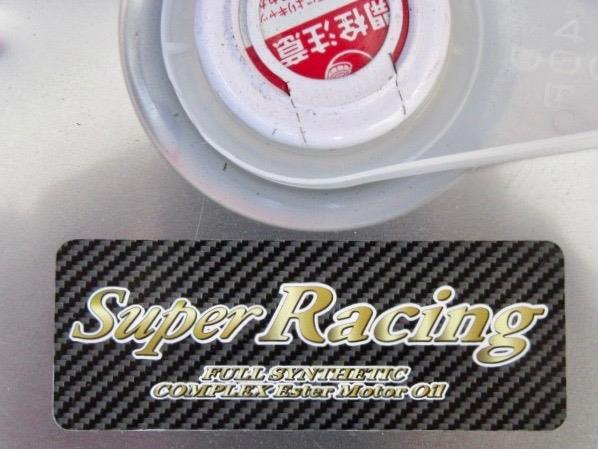 開栓注意
Super Racing
FULL SYNTHETIC
COMPLEX Ester Motor Oil